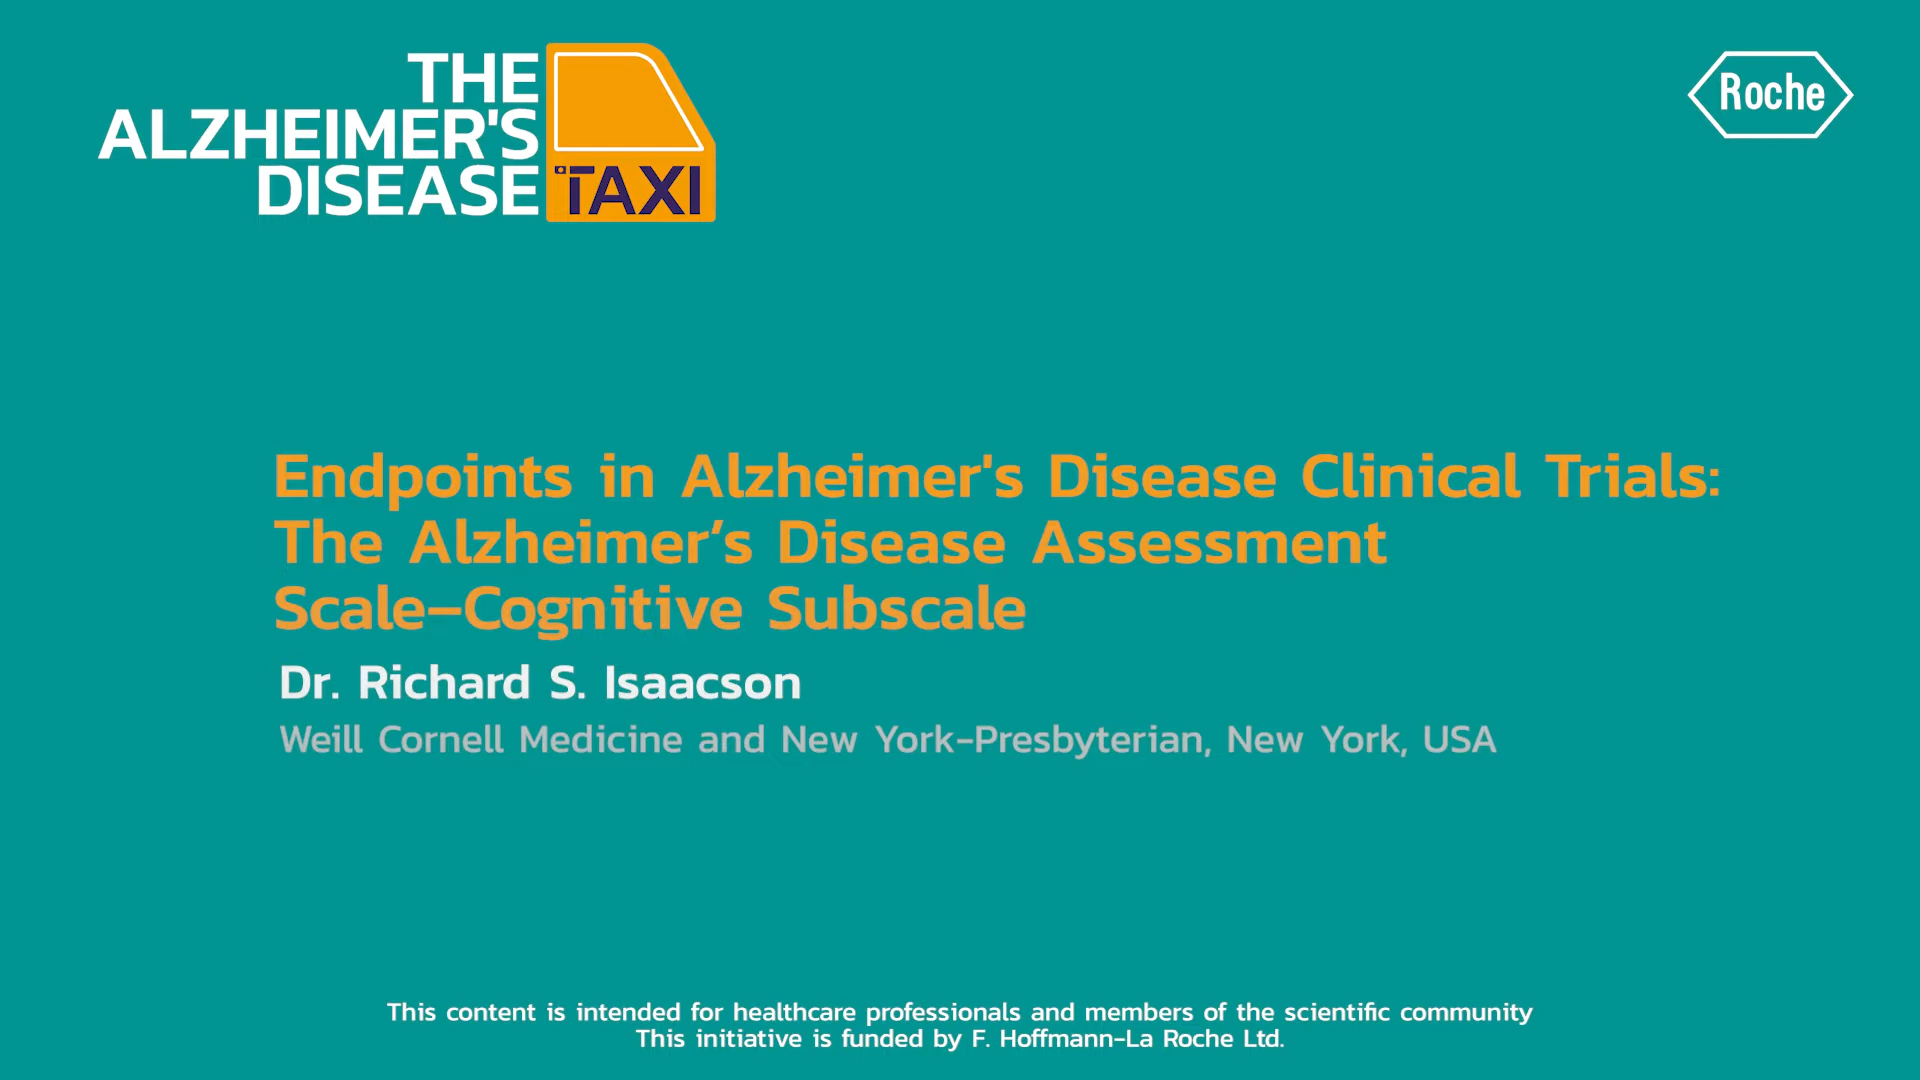 THE
ALZHEIMER'S
DISEASE TAXI
Roche
Endpoints in Alzheimer's Disease Clinical Trials:
The Alzheimer’s Disease Assessment
Scale–Cognitive Subscale
Dr. Richard S. Isaacson
Weill Cornell Medicine and New York-Presbyterian, New York, USA
This content is intended for healthcare professionals and members of the scientific community
This initiative is funded by F. Hoffmann-La Roche Ltd.